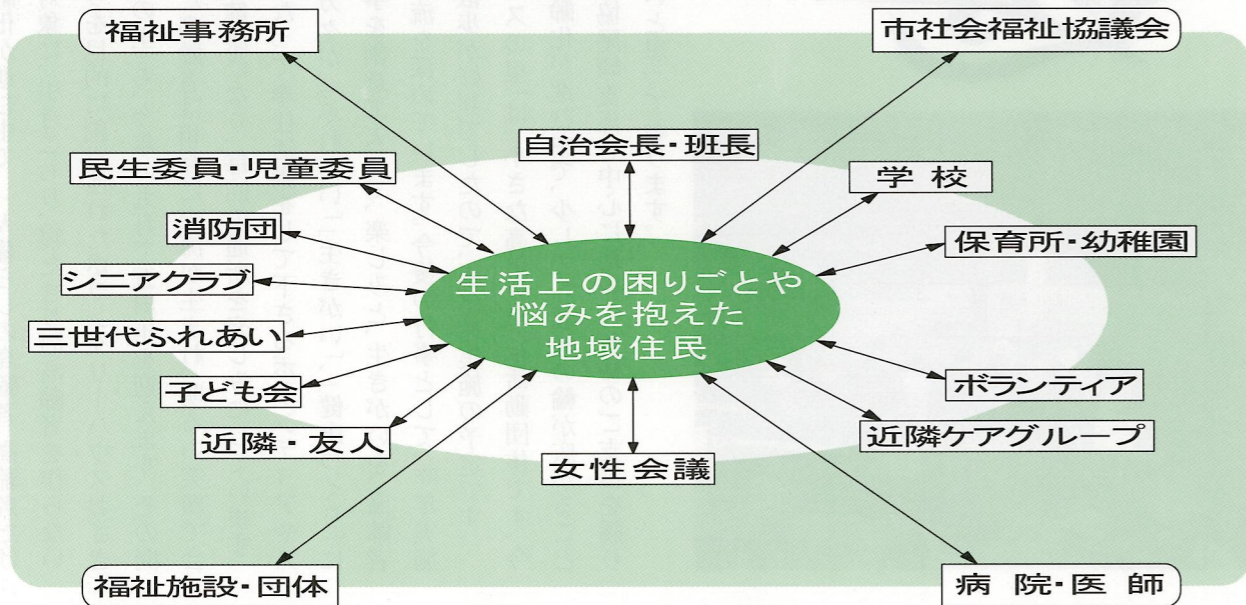 福祉事務所
市社会福祉協議会
自治会長・班長
民生委員・児童委員
学校
消防団
保育所・幼稚園
シニアクラブ
生活上の困りごとや
悩みを抱えた
地域住民
三世代ふれあい
子ども会
ボランティア
近隣・友人
近隣ケアグループ
女性会議
福祉施設・団体
病院・医師